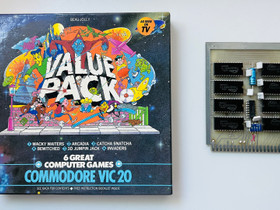 AS SEEN ON
TV
VALUE
PACK
WACKY WAITERS • ARCADIA • CATCHA SNATCHA
BEWITCHED • 3D JUMPIN JACK • INVADERS
6 GREAT
COMPUTER GAMES
COMMODORE VIC 20